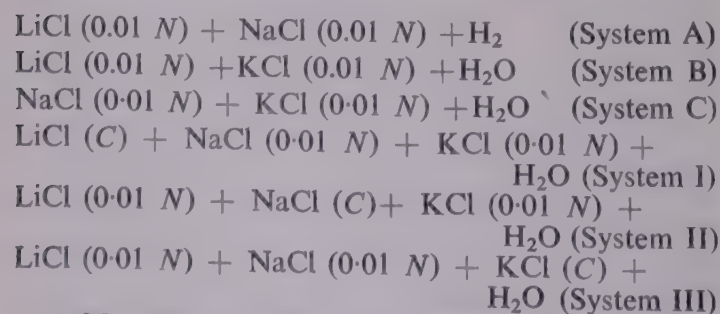 LiCl (0.01 N) + NaCl (0.01 N) +H₂ (System A)
LiCl (0.01 N) +KCl (0.01 N) +H₂O (System B)
NaCl (0·01 N) + KCl (0·01 N) +H₂O (System C)
LiCl (C) + NaCl (0·01 N) + KCl (0·01 N) +
H₂O (System I)
LiCl (0·01 N) + NaCl (C)+ KCl (0·01 N) +
H₂O (System II)
LiCl (0·01 N) + NaCl (0·01 N) + KCl (C) +
H₂O (System III)